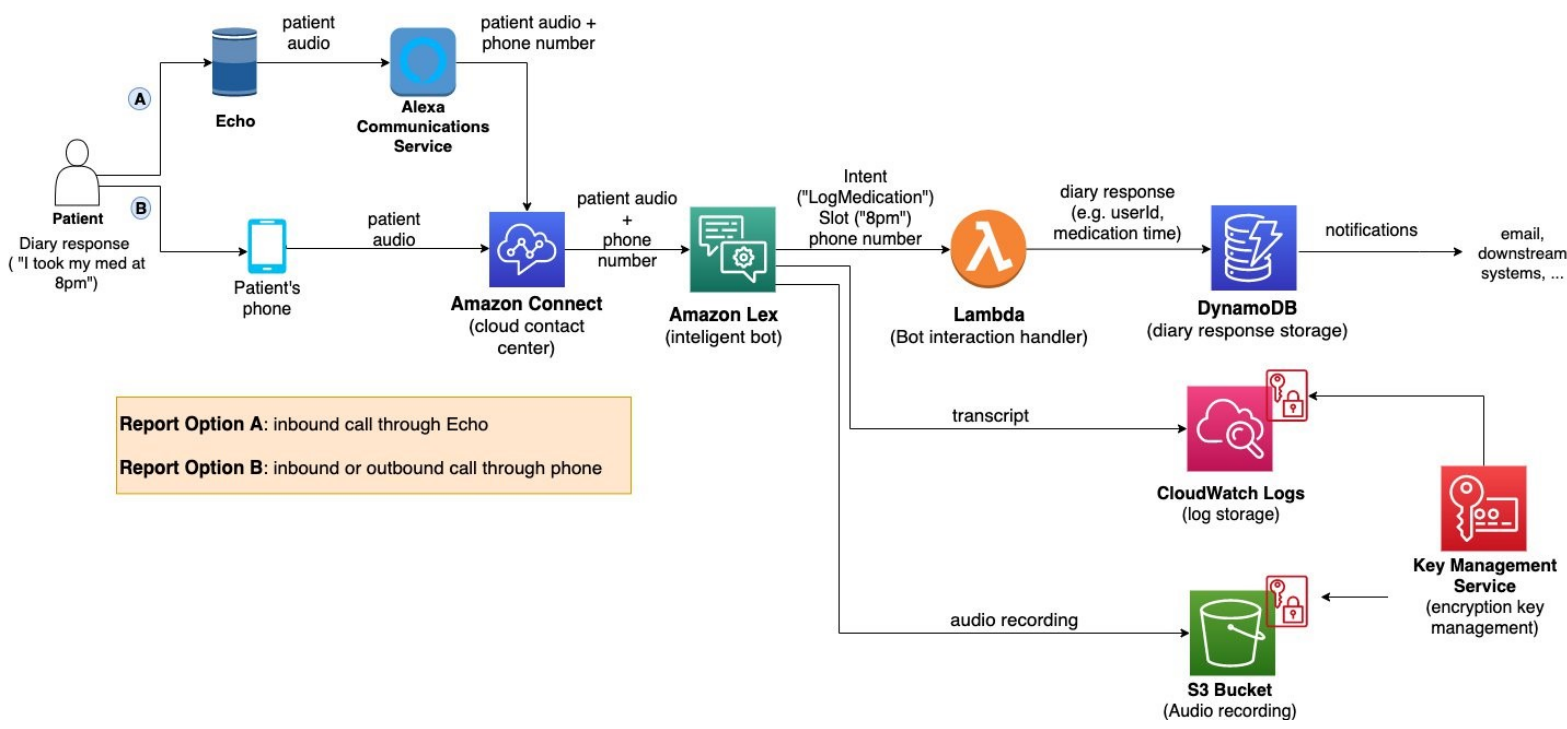 patient
audio
patient audio +
phone number
A
Echo
Alexa
Communications
Service
Patient
Diary response
( "I took my med at
8pm")
B
patient
audio
Patient's
phone
Amazon Connect
(cloud contact
center)
patient audio
+
phone
number
Amazon Lex
(inteligent bot)
Intent
("LogMedication")
Slot ("8pm")
phone number
Lambda
(Bot interaction handler)
diary response
(e.g. userId,
medication time)
DynamoDB
(diary response storage)
notifications
email,
downstream
systems, ...
Report Option A: inbound call through Echo
Report Option B: inbound or outbound call through phone
transcript
CloudWatch Logs
(log storage)
Key Management
Service
(encryption key
management)
audio recording
S3 Bucket
(Audio recording)